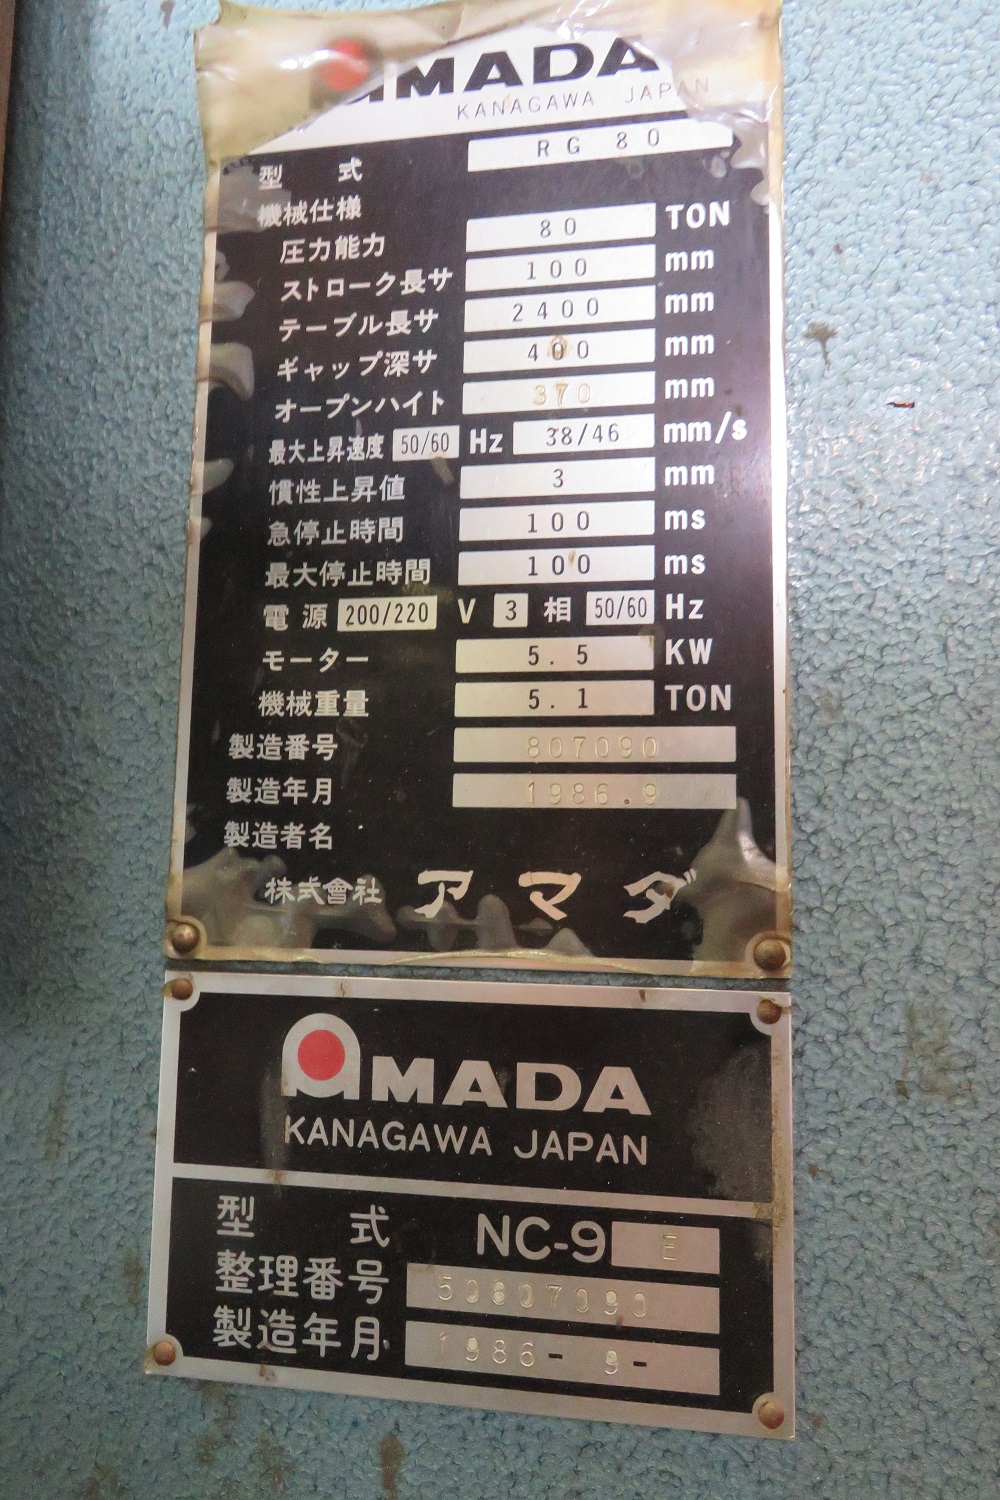 AMADA
KANAGAWA JAPAN
型式 RG 80
機械仕様
圧力能力 80 TON
ストローク長サ 100 mm
テーブル長サ 2400 mm
ギャップ深サ 400 mm
オープンハイト 370 mm
最大上昇速度 50/60 Hz 38/46 mm/s
慣性上昇値 3 mm
急停止時間 100 ms
最大停止時間 100 ms
電源 200/220 V 3 相 50/60 Hz
モーター 5.5 KW
機械重量 5.1 TON
製造番号 807090
製造年月 1986.9
製造者名
株式會社 アマダ
AMADA
KANAGAWA JAPAN
型式 NC-9 E
整理番号 50807090
製造年月 1986- 9-